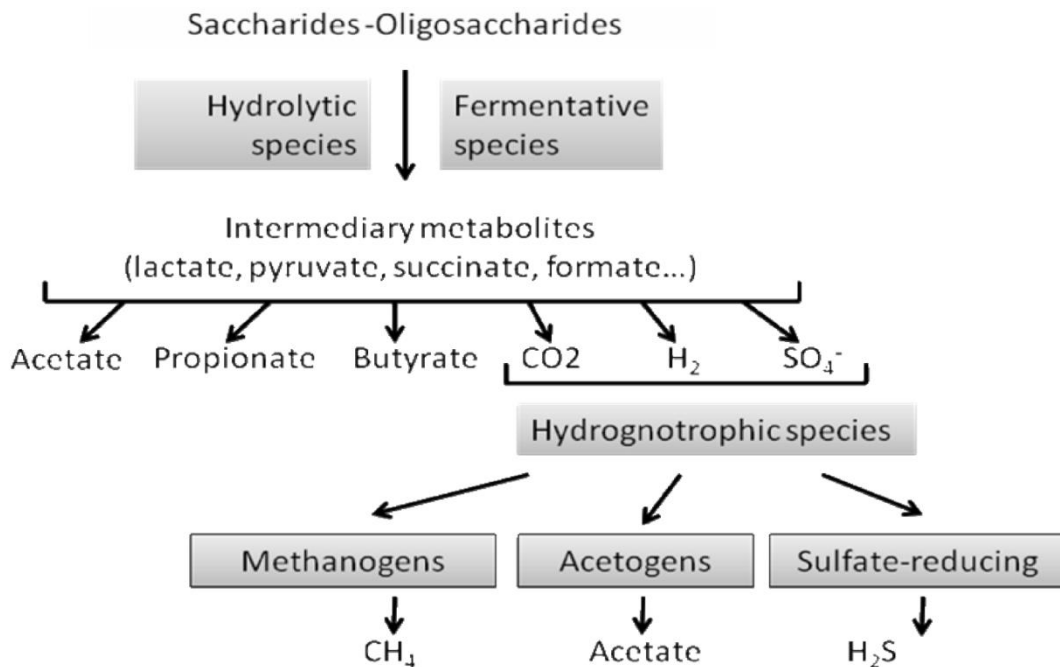 Saccharides-Oligosaccharides
Hydrolytic
species
Fermentative
species
Intermediary metabolites
(lactate, pyruvate, succinate, formate...)
Acetate
Propionate
Butyrate
CO2
H₂
SO₄⁻
Hydrognotrophic species
Methanogens
Acetogens
Sulfate-reducing
CH₄
Acetate
H₂S